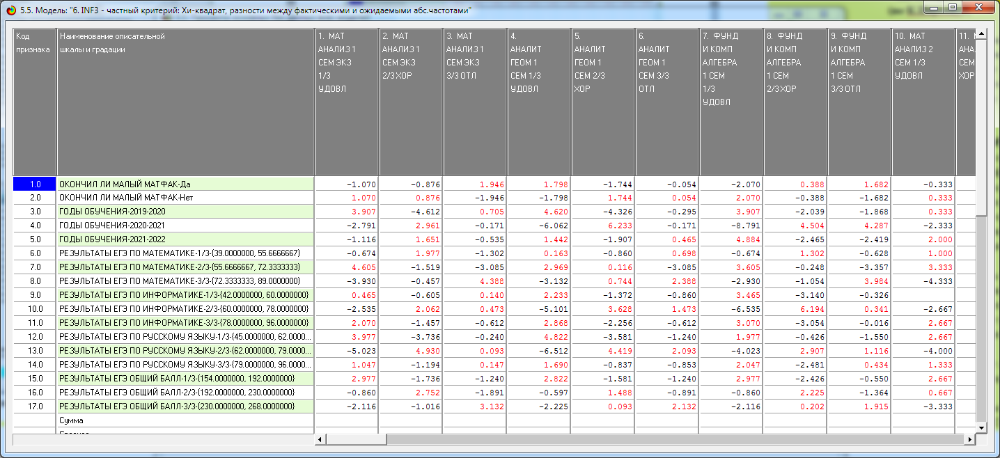 5.5. Модель: "6. INF3 - частный критерий: Хи-квадрат, разности между фактическими и ожидаемыми абс.частотами"
Код признака Наименование описательной шкалы и градации 1. МАТ АНАЛИЗ 1 СЕМ ЭКЗ 1/3 УДОВЛ 2. МАТ АНАЛИЗ 1 СЕМ ЭКЗ 2/3 ХОР 3. МАТ АНАЛИЗ 1 СЕМ ЭКЗ 3/3 ОТЛ 4. АНАЛИТ ГЕОМ 1 СЕМ 1/3 УДОВЛ 5. АНАЛИТ ГЕОМ 1 СЕМ 2/3 ХОР 6. АНАЛИТ ГЕОМ 1 СЕМ 3/3 ОТЛ 7. ФУНД И КОМП АЛГЕБРА 1 СЕМ 1/3 УДОВЛ 8. ФУНД И КОМП АЛГЕБРА 1 СЕМ 2/3 ХОР 9. ФУНД И КОМП АЛГЕБРА 1 СЕМ 3/3 ОТЛ 10. МАТ АНАЛИЗ 2 СЕМ 1/3 УДОВЛ 11. АНА СЕМ ХОР
1.0 ОКОНЧИЛ ЛИ МАЛЫЙ МАТФАК-Да -1.070 -0.876 1.946 1.798 -1.744 -0.054 -2.070 0.388 1.682 -0.333
2.0 ОКОНЧИЛ ЛИ МАЛЫЙ МАТФАК-Нет 1.070 0.876 -1.946 -1.798 1.744 0.054 2.070 -0.388 -1.682 0.333
3.0 ГОДЫ ОБУЧЕНИЯ-2019-2020 3.907 -4.612 0.705 4.620 -4.326 -0.295 3.907 -2.039 -1.868 0.333
4.0 ГОДЫ ОБУЧЕНИЯ-2020-2021 -2.791 2.961 -0.171 -6.062 6.233 -0.171 -8.791 4.504 4.287 -2.333
5.0 ГОДЫ ОБУЧЕНИЯ-2021-2022 -1.116 1.651 -0.535 1.442 -1.907 0.465 4.884 -2.465 -2.419 2.000
6.0 РЕЗУЛЬТАТЫ ЕГЭ ПО МАТЕМАТИКЕ-1/3-{39.0000000, 55.6666667} -0.674 1.977 -1.302 0.163 -0.860 0.698 -0.674 1.302 -0.628 1.000
7.0 РЕЗУЛЬТАТЫ ЕГЭ ПО МАТЕМАТИКЕ-2/3-{55.6666667, 72.3333333} 4.605 -1.519 -3.085 2.969 0.116 -3.085 3.605 -0.248 -3.357 3.333
8.0 РЕЗУЛЬТАТЫ ЕГЭ ПО МАТЕМАТИКЕ-3/3-{72.3333333, 89.0000000} -3.930 -0.457 4.388 -3.132 0.744 2.388 -2.930 -1.054 3.984 -4.333
9.0 РЕЗУЛЬТАТЫ ЕГЭ ПО ИНФОРМАТИКЕ-1/3-{42.0000000, 60.0000000} 0.465 -0.605 0.140 2.233 -1.372 -0.860 3.465 -3.140 -0.326
10.0 РЕЗУЛЬТАТЫ ЕГЭ ПО ИНФОРМАТИКЕ-2/3-{60.0000000, 78.0000000} -2.535 2.062 0.473 -5.101 3.628 1.473 -6.535 6.194 0.341 -2.667
11.0 РЕЗУЛЬТАТЫ ЕГЭ ПО ИНФОРМАТИКЕ-3/3-{78.0000000, 96.0000000} 2.070 -1.457 -0.612 2.868 -2.256 -0.612 3.070 -3.054 -0.016 2.667
12.0 РЕЗУЛЬТАТЫ ЕГЭ ПО РУССКОМУ ЯЗЫКУ-1/3-{45.0000000, 62.0000... 3.977 -3.736 -0.240 4.822 -3.581 -1.240 1.977 -0.426 -1.550 2.667
13.0 РЕЗУЛЬТАТЫ ЕГЭ ПО РУССКОМУ ЯЗЫКУ-2/3-{62.0000000, 79.0000... -5.023 4.930 0.093 -6.512 4.419 2.093 -4.023 2.907 1.116 -4.000
14.0 РЕЗУЛЬТАТЫ ЕГЭ ПО РУССКОМУ ЯЗЫКУ-3/3-{79.0000000, 96.0000... 1.047 -1.194 0.147 1.690 -0.837 -0.853 2.047 -2.481 0.434 1.333
15.0 РЕЗУЛЬТАТЫ ЕГЭ ОБЩИЙ БАЛЛ-1/3-{154.0000000, 192.0000000} 2.977 -1.736 -1.240 2.822 -1.581 -1.240 2.977 -2.426 -0.550 2.667
16.0 РЕЗУЛЬТАТЫ ЕГЭ ОБЩИЙ БАЛЛ-2/3-{192.0000000, 230.0000000} -0.860 2.752 -1.891 -0.597 1.488 -0.891 -0.860 2.225 -1.364 0.667
17.0 РЕЗУЛЬТАТЫ ЕГЭ ОБЩИЙ БАЛЛ-3/3-{230.0000000, 268.0000000} -2.116 -1.016 3.132 -2.225 0.093 2.132 -2.116 0.202 1.915 -3.333
Сумма